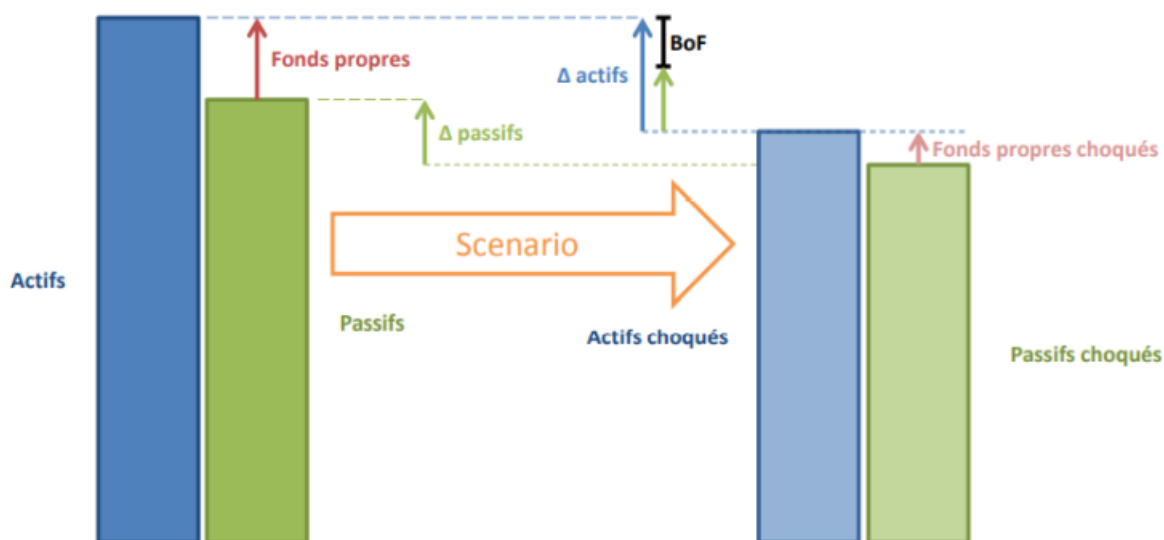 BoF
Fonds propres
Δ actifs
Δ passifs
Fonds propres choqués
Scenario
Actifs
Passifs
Actifs choqués
Passifs choqués